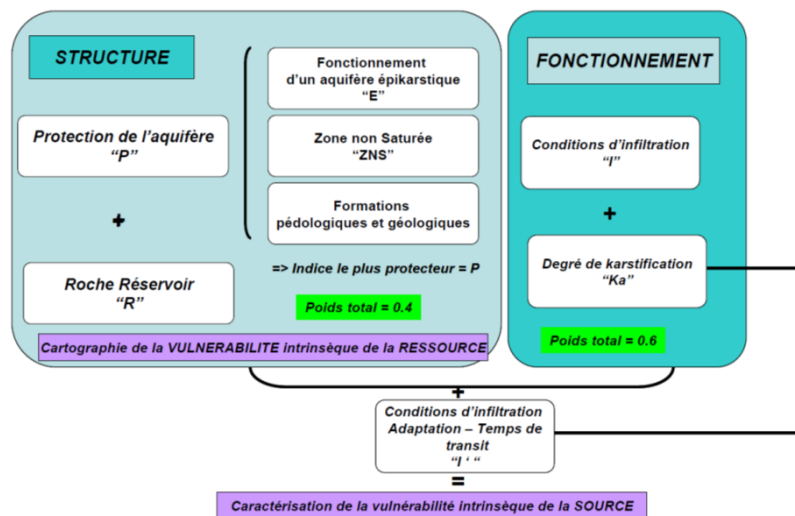 STRUCTURE
Protection de l'aquifère
"P"
+
Roche Réservoir
"R"
Fonctionnement
d'un aquifère épikarstique
"E"
Zone non Saturée
"ZNS"
Formations
pédologiques et géologiques
=> Indice le plus protecteur = P
Poids total = 0.4
Cartographie de la VULNERABILITE intrinsèque de la RESSOURCE
FONCTIONNEMENT
Conditions d'infiltration
"I"
+
Degré de karstification
"Ka"
Poids total = 0.6
+
Conditions d'infiltration
Adaptation – Temps de
transit
"I ' "
=
Caractérisation de la vulnérabilité intrinsèque de la SOURCE